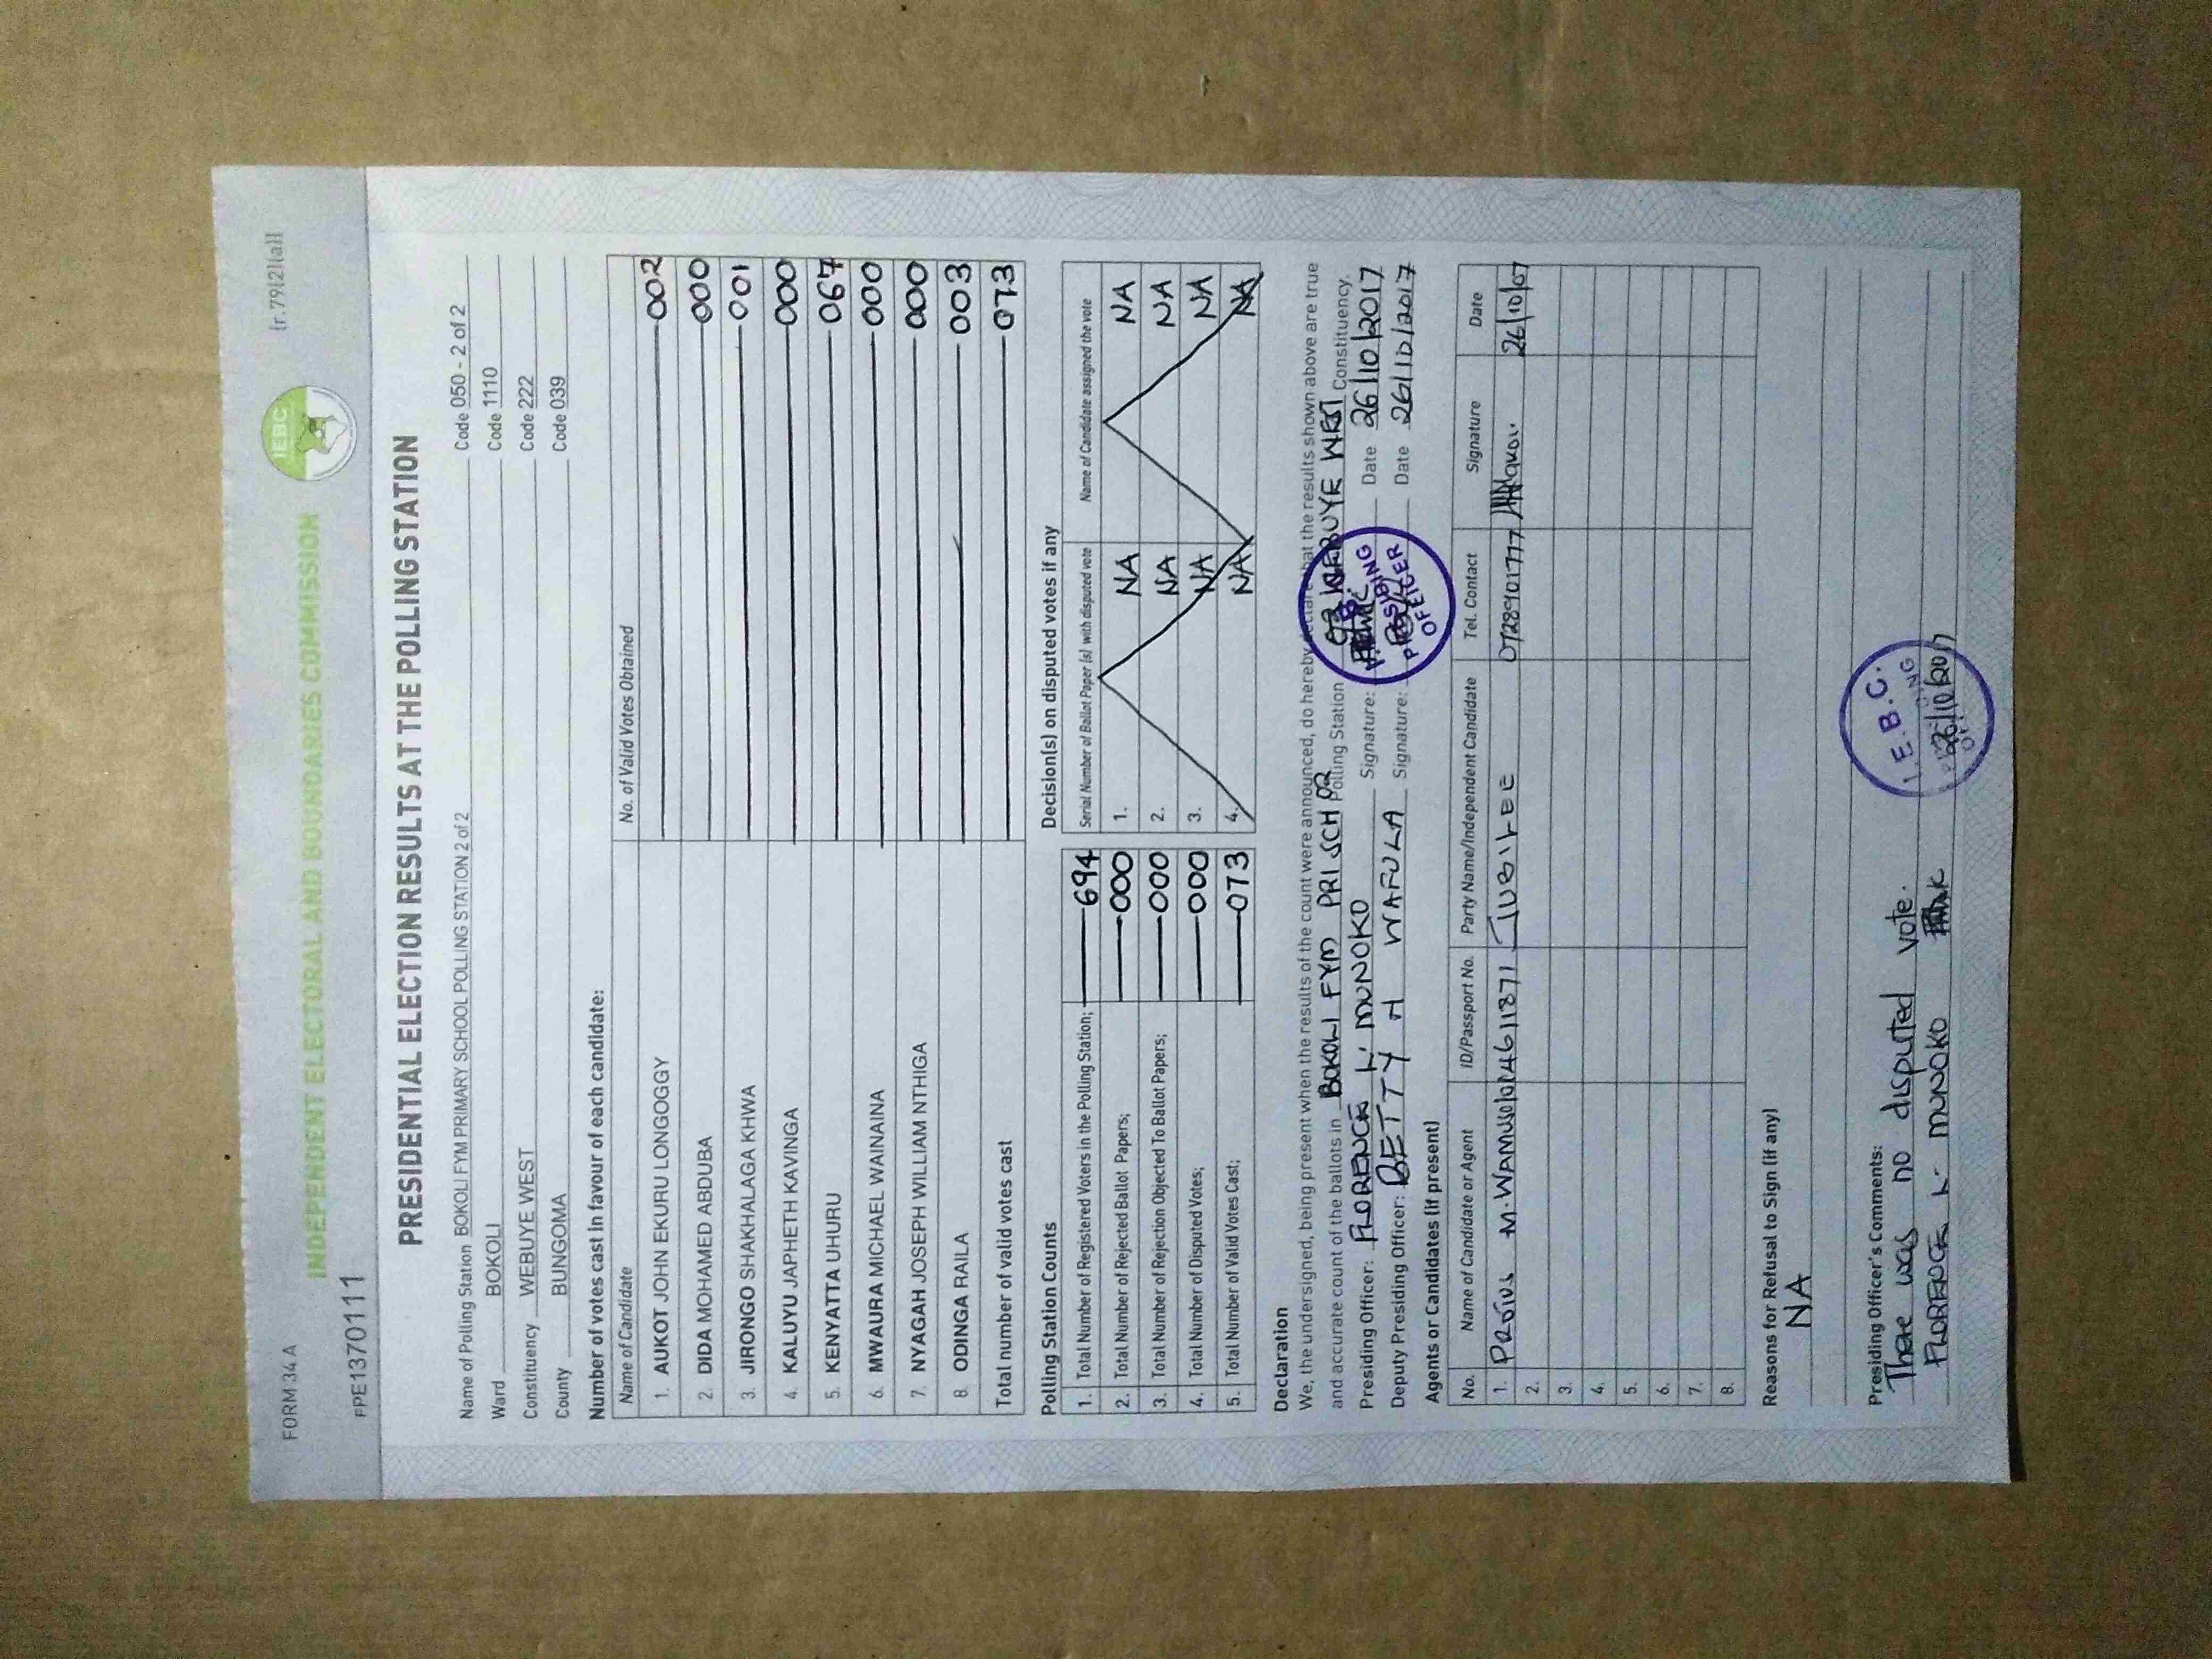 FORM 34 A
[r.79(2)(a)]
INDEPENDENT ELECTORAL AND BOUNDARIES COMMISSION
IEBC
PPE1370111
PRESIDENTIAL ELECTION RESULTS AT THE POLLING STATION
Name of Polling Station BOKOLI FYM PRIMARY SCHOOL POLLING STATION 2 of 2 Code 050 - 2 of 2
Ward BOKOLI Code 1110
Constituency WEBUYE WEST Code 222
County BUNGOMA Code 039
Number of votes cast in favour of each candidate:
Name of Candidate No. of Valid Votes Obtained
1. AUKOT JOHN EKURU LONGOGGY 002
2. DIDA MOHAMED ABDUBA 000
3. JIRONGO SHAKHALAGA KHWA 001
4. KALUYU JAPHETH KAVINGA 000
5. KENYATTA UHURU 067
6. MWAURA MICHAEL WAINAINA 000
7. NYAGAH JOSEPH WILLIAM NTHIGA 000
8. ODINGA RAILA 003
Total number of valid votes cast 073
Polling Station Counts
1. Total Number of Registered Voters in the Polling Station; 694
2. Total Number of Rejected Ballot Papers; 000
3. Total Number of Rejection Objected To Ballot Papers; 000
4. Total Number of Disputed Votes; 000
5. Total Number of Valid Votes Cast; 073
Decision(s) on disputed votes if any
Serial Number of Ballot Paper (s) with disputed vote Name of Candidate assigned the vote
1. NA NA
2. NA NA
3. NA NA
4. NA NA
Declaration
We, the undersigned, being present when the results of the count were announced, do hereby declare that the results shown above are true
and accurate count of the ballots in BOKOLI FYM PRI SCH Polling Station WEBUYE WEST Constituency.
Presiding Officer: FLORENCE L. MUNOKO Signature: Date 26/10/2017
Deputy Presiding Officer: BETTY N WAFULA Signature: Date 26/10/2017
PRESIDING
OFFICER
Agents or Candidates (if present)
No. Name of Candidate or Agent ID/Passport No. Party Name/Independent Candidate Tel. Contact Signature Date
1. M. JUBILEE 0728901777 26/10/07
2.
3.
4.
5.
6.
7.
8.
Reasons for Refusal to Sign (if any)
NA
Presiding Officer's Comments:
There was no disputed vote.
FLORENCE L. MUNOKO
I.E.B.C.
26/10/2017